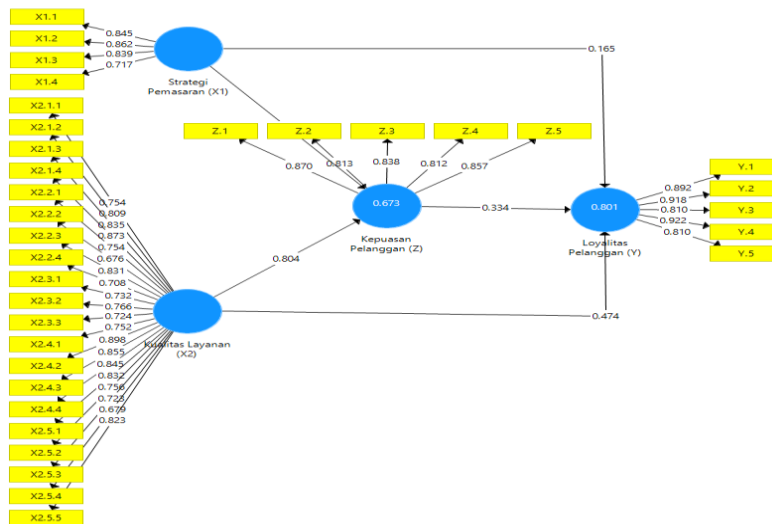 X1.1
X1.2
X1.3
X1.4
0.845
0.862
0.839
0.717
Strategi
Pemasaran (X1)
0.165
X2.1.1
X2.1.2
X2.1.3
X2.1.4
X2.2.1
X2.2.2
X2.2.3
X2.2.4
X2.3.1
X2.3.2
X2.3.3
X2.4.1
X2.4.2
X2.4.3
X2.4.4
X2.5.1
X2.5.2
X2.5.3
X2.5.4
X2.5.5
0.754
0.809
0.835
0.873
0.754
0.676
0.831
0.708
0.732
0.766
0.724
0.752
0.898
0.855
0.845
0.832
0.756
0.723
0.679
0.823
Kualitas Layanan
(X2)
Z.1
Z.2
Z.3
Z.4
Z.5
0.870
0.813
0.838
0.812
0.857
0.673
Kepuasan
Pelanggan (Z)
0.804
0.334
0.474
0.801
Loyalitas
Pelanggan (Y)
0.892
0.918
0.810
0.922
0.810
Y.1
Y.2
Y.3
Y.4
Y.5